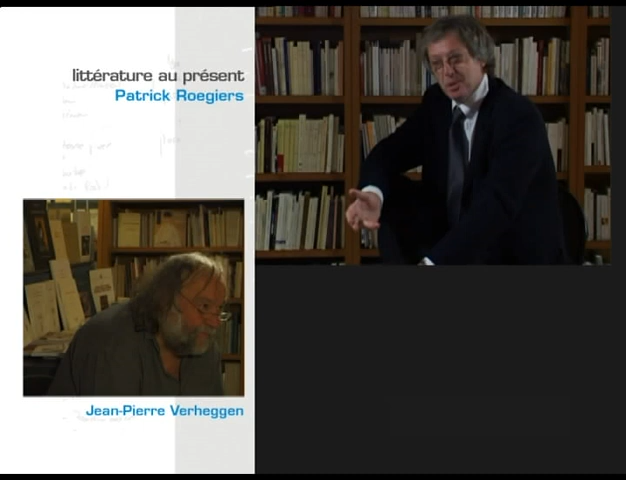 littérature au présent
Patrick Roegiers
Jean-Pierre Verheggen